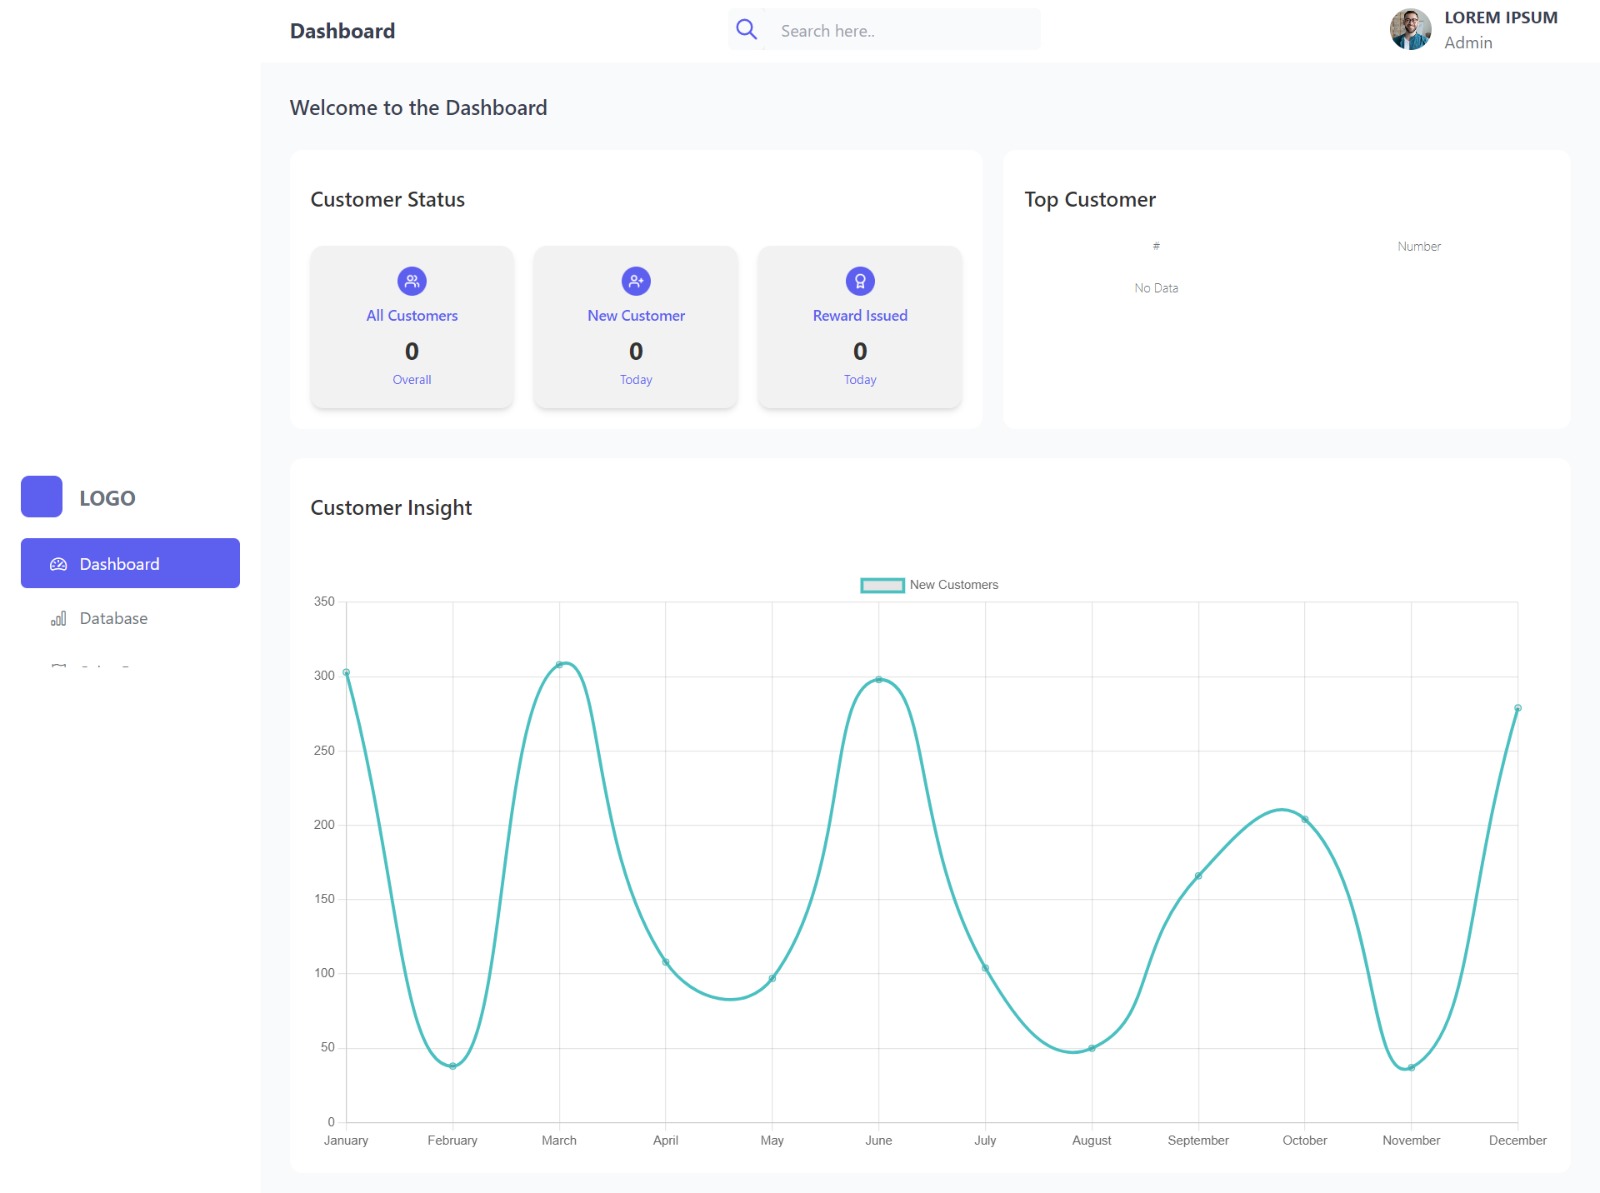 Dashboard
Search here..
LOREM IPSUM
Admin
Welcome to the Dashboard
Customer Status
All Customers
0
Overall
New Customer
0
Today
Reward Issued
0
Today
Top Customer
# Number
No Data
LOGO
Dashboard
Database
Customer Insight
New Customers
350
300
250
200
150
100
50
0
January February March April May June July August September October November December